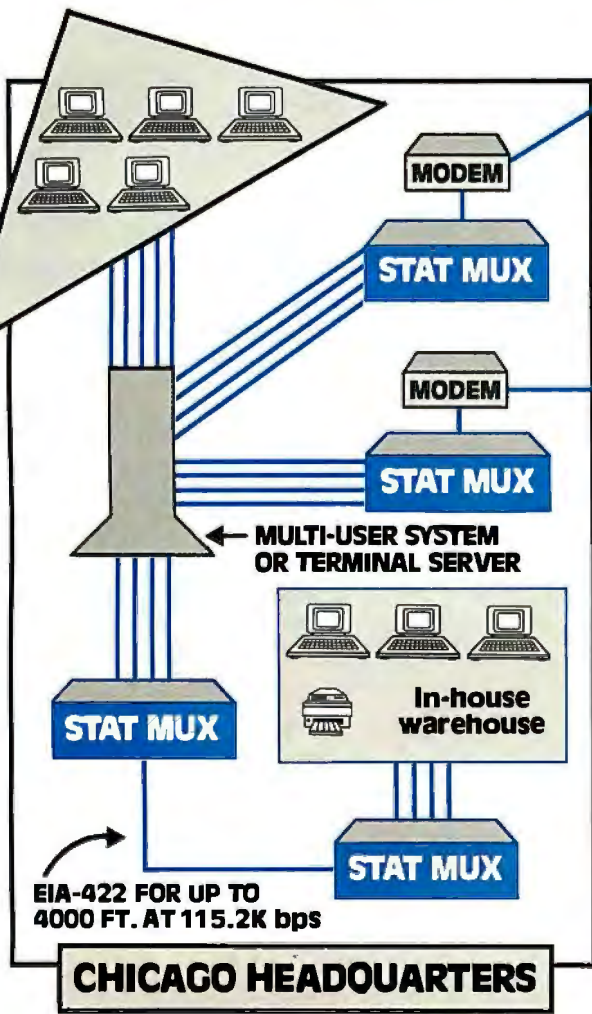 MODEM
STAT MUX
MODEM
STAT MUX
MULTI-USER SYSTEM
OR TERMINAL SERVER
In-house
warehouse
STAT MUX
STAT MUX
EIA-422 FOR UP TO
4000 FT. AT 115.2K bps
CHICAGO HEADQUARTERS